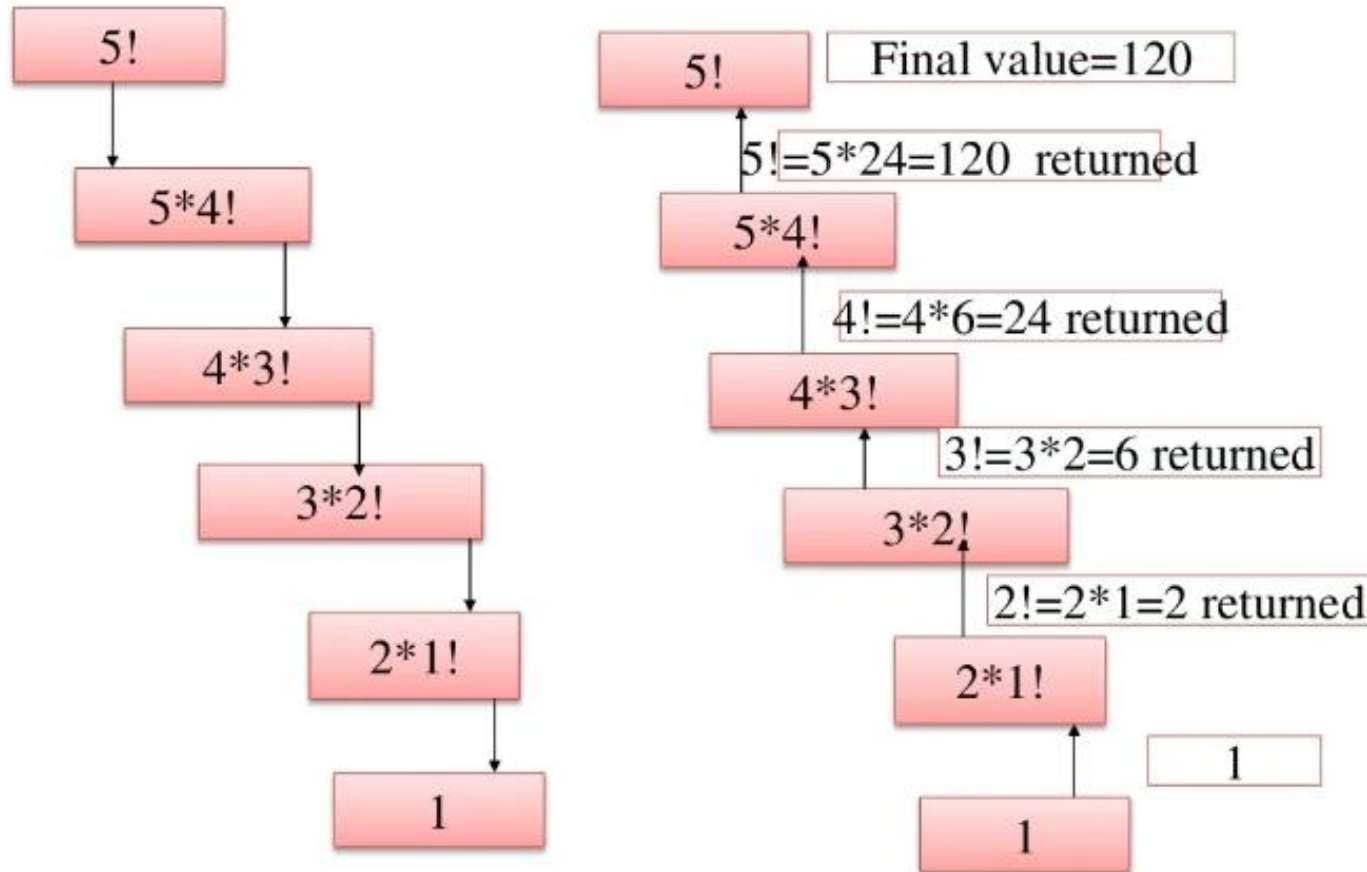 5!
5*4!
4*3!
3*2!
2*1!
1
5!
Final value=120
5!=5*24=120 returned
5*4!
4!=4*6=24 returned
4*3!
3!=3*2=6 returned
3*2!
2!=2*1=2 returned
2*1!
1
1